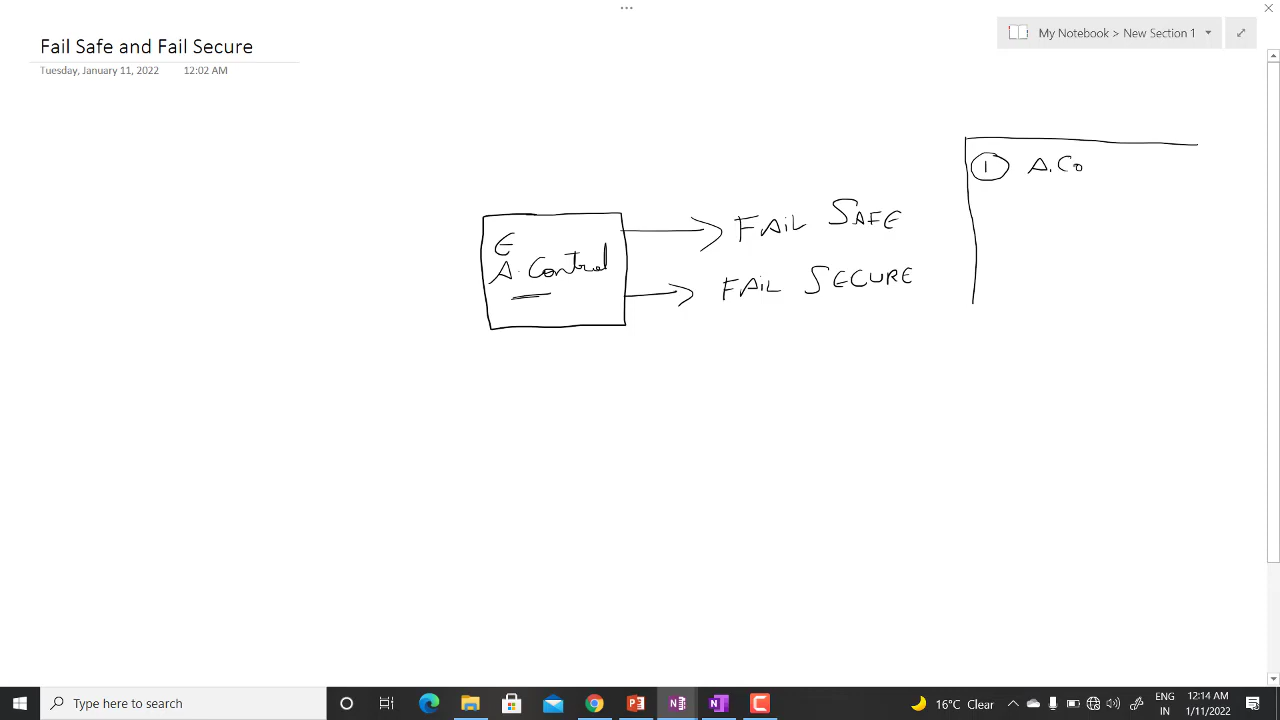 Fail Safe and Fail Secure
Tuesday, January 11, 2022 12:02 AM
My Notebook > New Section 1
① A.Co
E
A. Control
FAIL SAFE
FAIL SECURE
Type here to search
16°C Clear
ENG
IN
12:14 AM
1/11/2022